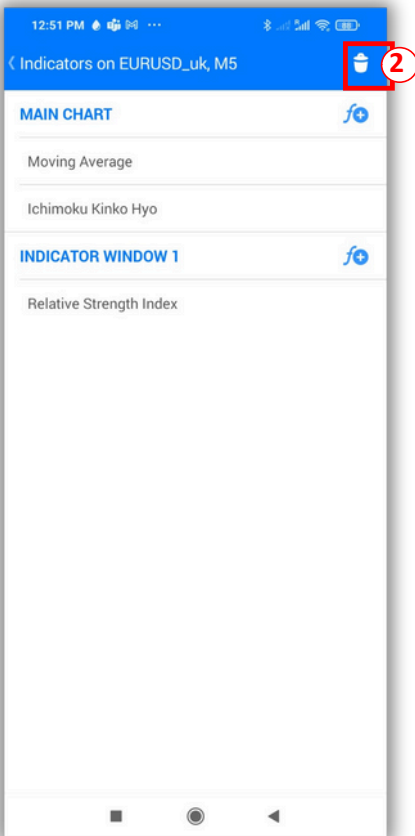 12:51 PM
Indicators on EURUSD_uk, M5
2
MAIN CHART
Moving Average
Ichimoku Kinko Hyo
INDICATOR WINDOW 1
Relative Strength Index